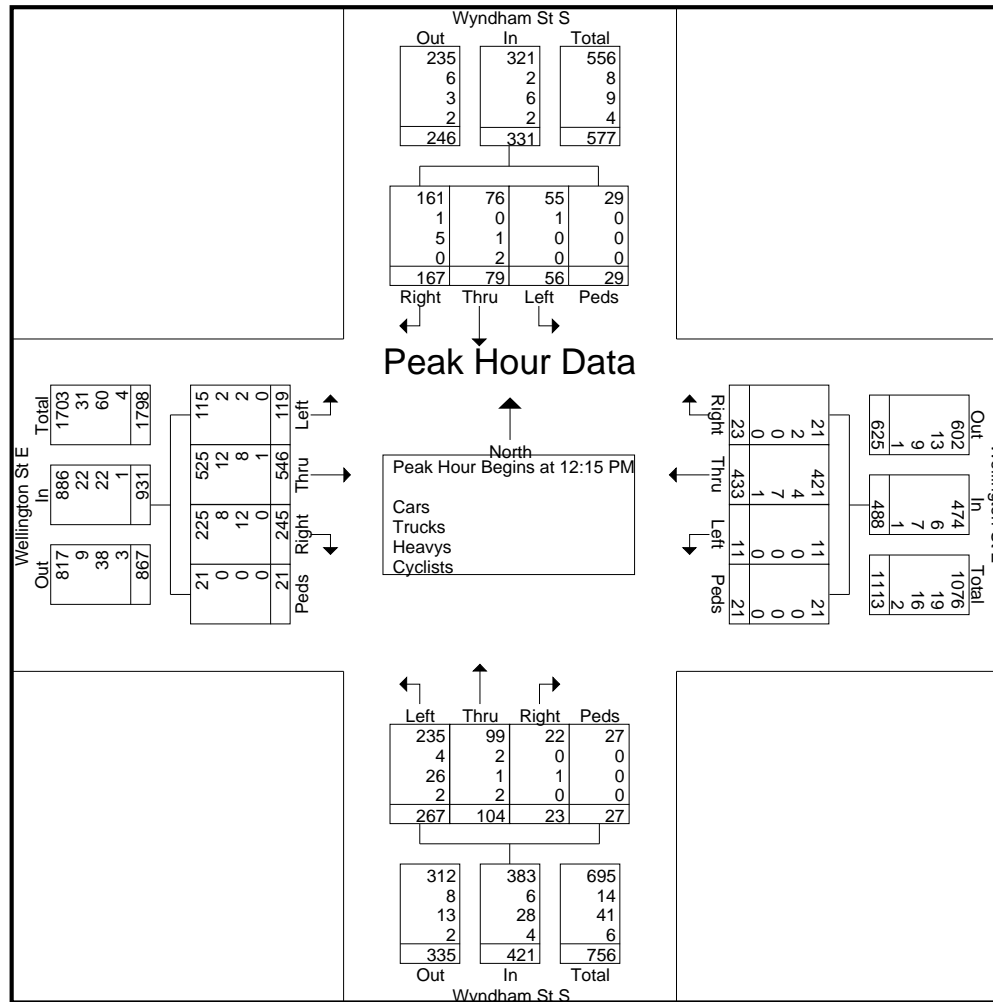 Wyndham St S
Out In Total
235 321 556
6 2 8
3 6 9
2 2 4
246 331 577
161 76 55 29
1 0 1 0
5 1 0 0
0 2 0 0
167 79 56 29
Right Thru Left Peds
Peak Hour Data
North
Peak Hour Begins at 12:15 PM
Cars
Trucks
Heavys
Cyclists
Wellington St E
Total In Out
1703 886 817
31 22 9
60 22 38
4 1 3
1798 931 867
Left Thru Right Peds
115 525 225 21
2 12 8 0
2 8 12 0
0 1 0 0
119 546 245 21
Right Thru Left Peds
21 421 11 21
2 4 0 0
0 7 0 0
0 1 0 0
23 433 11 21
Out In Total
602 474 1076
13 6 19
9 7 16
1 1 2
625 488 1113
Left Thru Right Peds
235 99 22 27
4 2 0 0
26 1 1 0
2 2 0 0
267 104 23 27
312 383 695
8 6 14
13 28 41
2 4 6
335 421 756
Out In Total
Wyndham St S